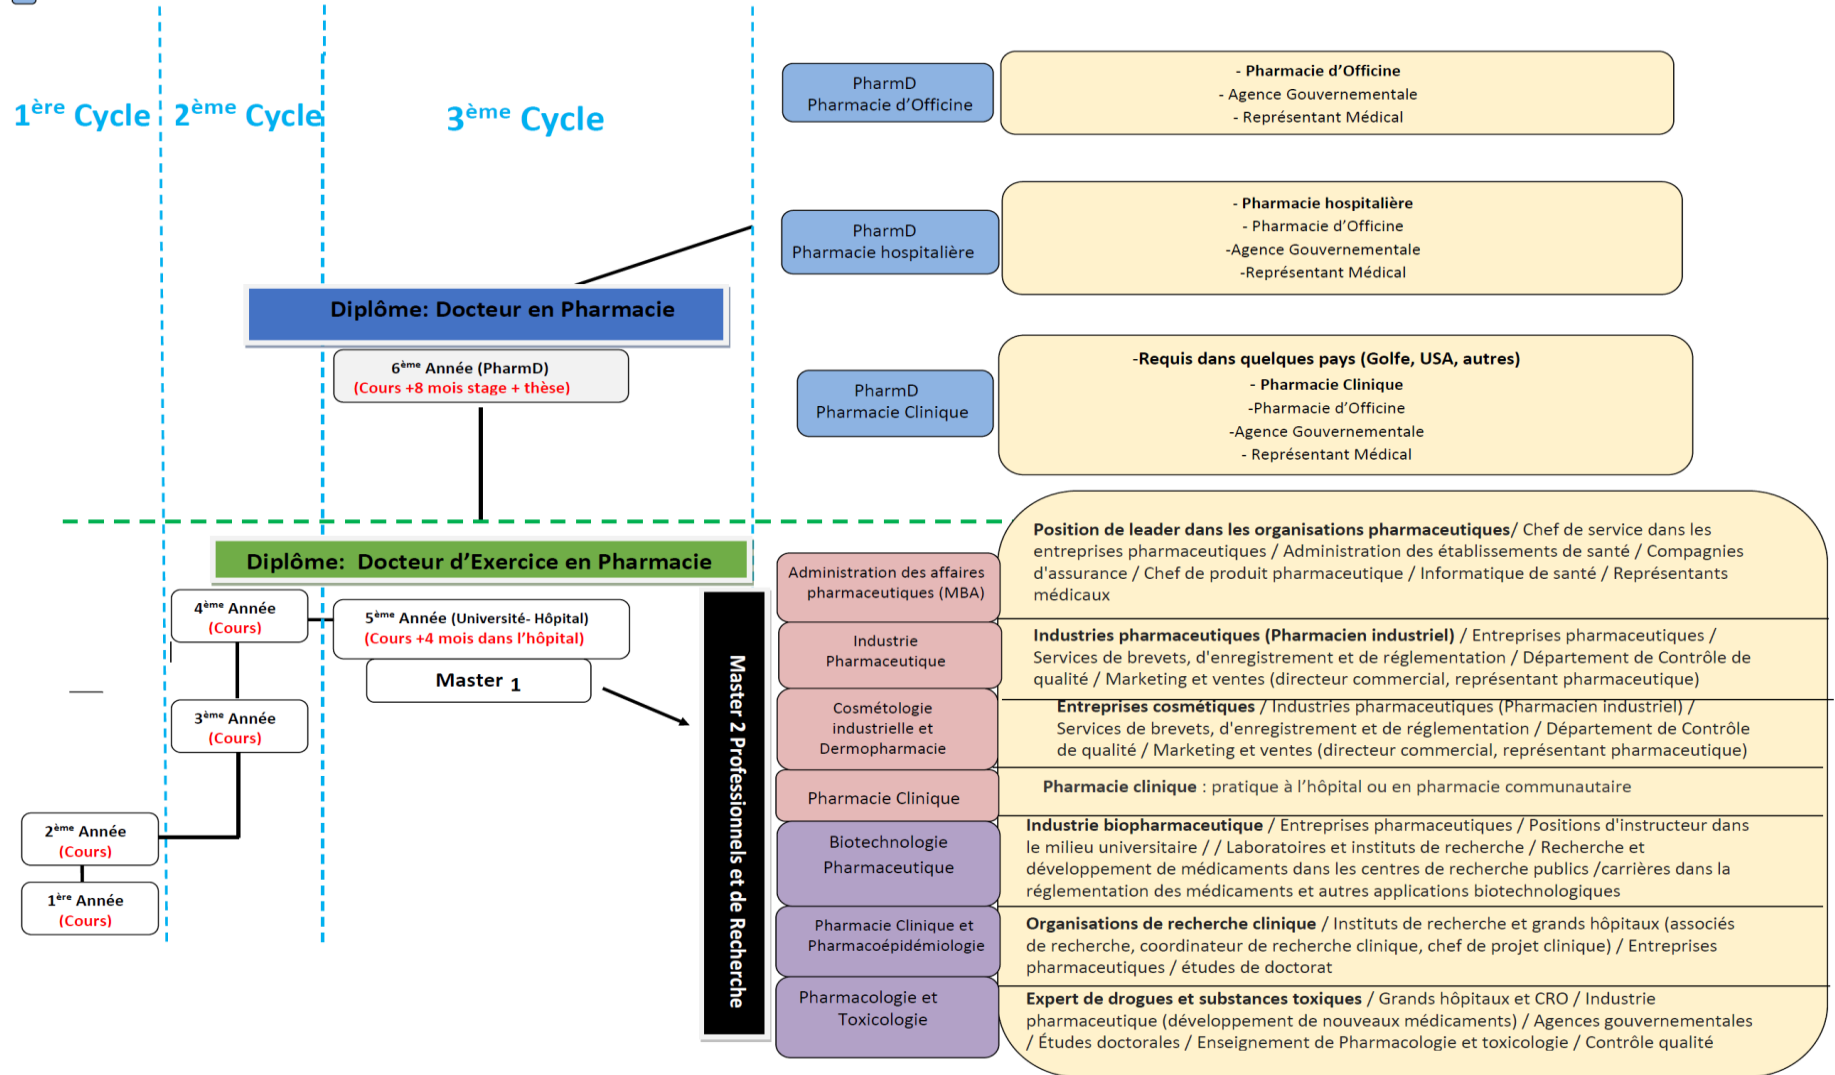 1ère Cycle
2ème Cycle
3ème Cycle
PharmD
Pharmacie d’Officine
- Pharmacie d’Officine
- Agence Gouvernementale
- Représentant Médical
PharmD
Pharmacie hospitalière
- Pharmacie hospitalière
- Pharmacie d’Officine
-Agence Gouvernementale
-Représentant Médical
Diplôme: Docteur en Pharmacie
6ème Année (PharmD)
(Cours +8 mois stage + thèse)
PharmD
Pharmacie Clinique
-Requis dans quelques pays (Golfe, USA, autres)
- Pharmacie Clinique
-Pharmacie d’Officine
-Agence Gouvernementale
- Représentant Médical
Diplôme: Docteur d’Exercice en Pharmacie
4ème Année
(Cours)
5ème Année (Université- Hôpital)
(Cours +4 mois dans l’hôpital)
Master 1
3ème Année
(Cours)
2ème Année
(Cours)
1ère Année
(Cours)
Master 2 Professionnels et de Recherche
Administration des affaires
pharmaceutiques (MBA)
Position de leader dans les organisations pharmaceutiques/ Chef de service dans les
entreprises pharmaceutiques / Administration des établissements de santé / Compagnies
d'assurance / Chef de produit pharmaceutique / Informatique de santé / Représentants
médicaux
Industrie
Pharmaceutique
Industries pharmaceutiques (Pharmacien industriel) / Entreprises pharmaceutiques /
Services de brevets, d'enregistrement et de réglementation / Département de Contrôle de
qualité / Marketing et ventes (directeur commercial, représentant pharmaceutique)
Cosmétologie
industrielle et
Dermopharmacie
Entreprises cosmétiques / Industries pharmaceutiques (Pharmacien industriel) /
Services de brevets, d'enregistrement et de réglementation / Département de Contrôle
de qualité / Marketing et ventes (directeur commercial, représentant pharmaceutique)
Pharmacie Clinique
Pharmacie clinique : pratique à l’hôpital ou en pharmacie communautaire
Biotechnologie
Pharmaceutique
Industrie biopharmaceutique / Entreprises pharmaceutiques / Positions d'instructeur dans
le milieu universitaire / / Laboratoires et instituts de recherche / Recherche et
développement de médicaments dans les centres de recherche publics /carrières dans la
réglementation des médicaments et autres applications biotechnologiques
Pharmacie Clinique et
Pharmacoépidémiologie
Organisations de recherche clinique / Instituts de recherche et grands hôpitaux (associés
de recherche, coordinateur de recherche clinique, chef de projet clinique) / Entreprises
pharmaceutiques / études de doctorat
Pharmacologie et
Toxicologie
Expert de drogues et substances toxiques / Grands hôpitaux et CRO / Industrie
pharmaceutique (développement de nouveaux médicaments) / Agences gouvernementales
/ Études doctorales / Enseignement de Pharmacologie et toxicologie / Contrôle qualité